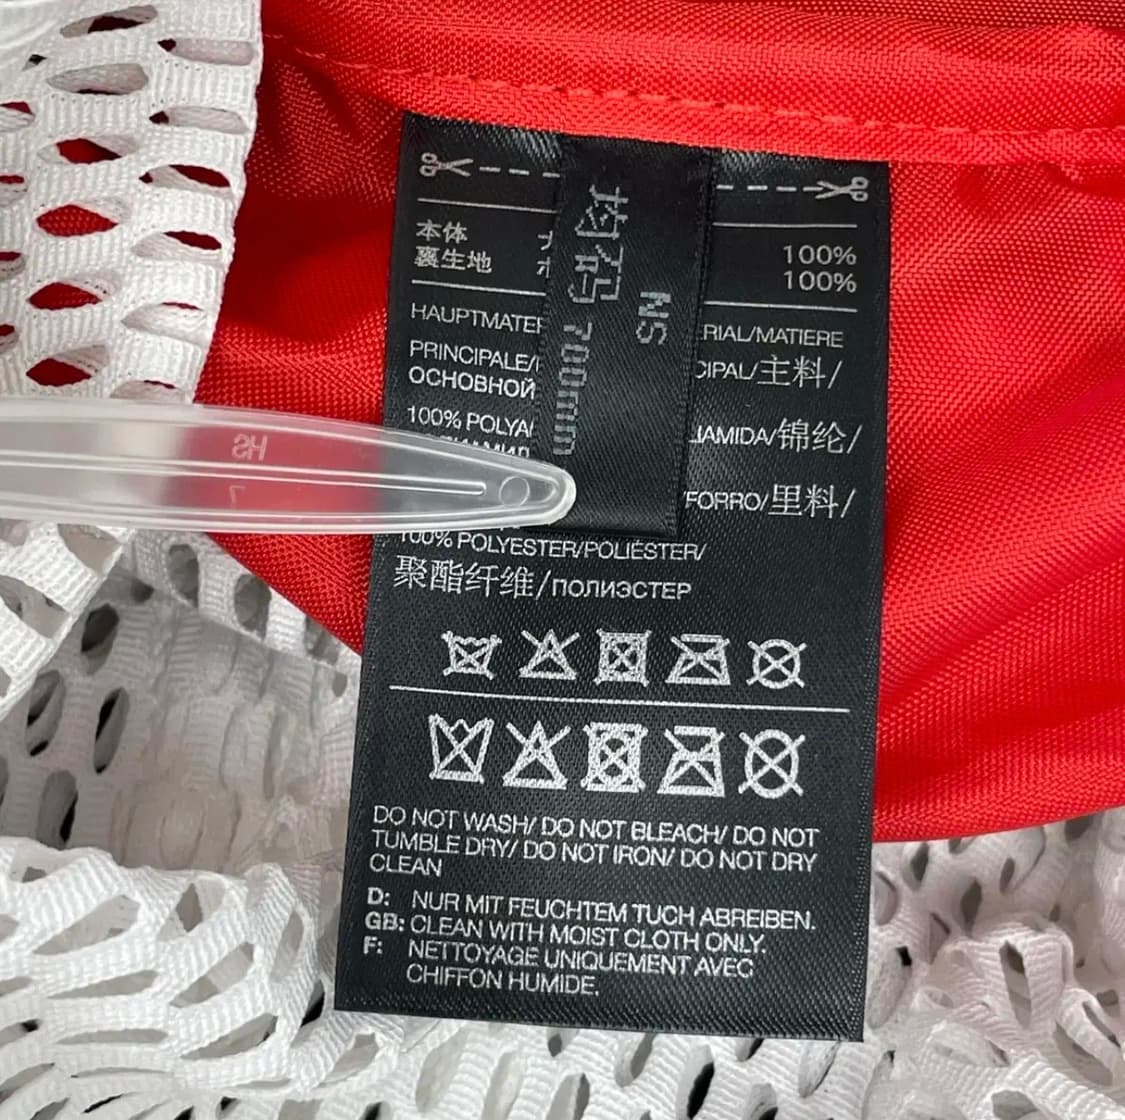 本体 100%
裏生地 100%
HAUPTMATER RIAL/MATIERE
PRINCIPALE/ CIPAL/主料/
ОСНОВНОЙ
100% POLYA IAMIDA/锦纶/
FORRO/里料/
100% POLYESTER/POLIÉSTER/
聚酯纤维/ПОЛИЭСТЕР
DO NOT WASH/ DO NOT BLEACH/ DO NOT
TUMBLE DRY/ DO NOT IRON/ DO NOT DRY
CLEAN
D: NUR MIT FEUCHTEM TUCH ABREIBEN.
GB: CLEAN WITH MOIST CLOTH ONLY.
F: NETTOYAGE UNIQUEMENT AVEC
CHIFFON HUMIDE.
均码 700mm
NS
HS
7